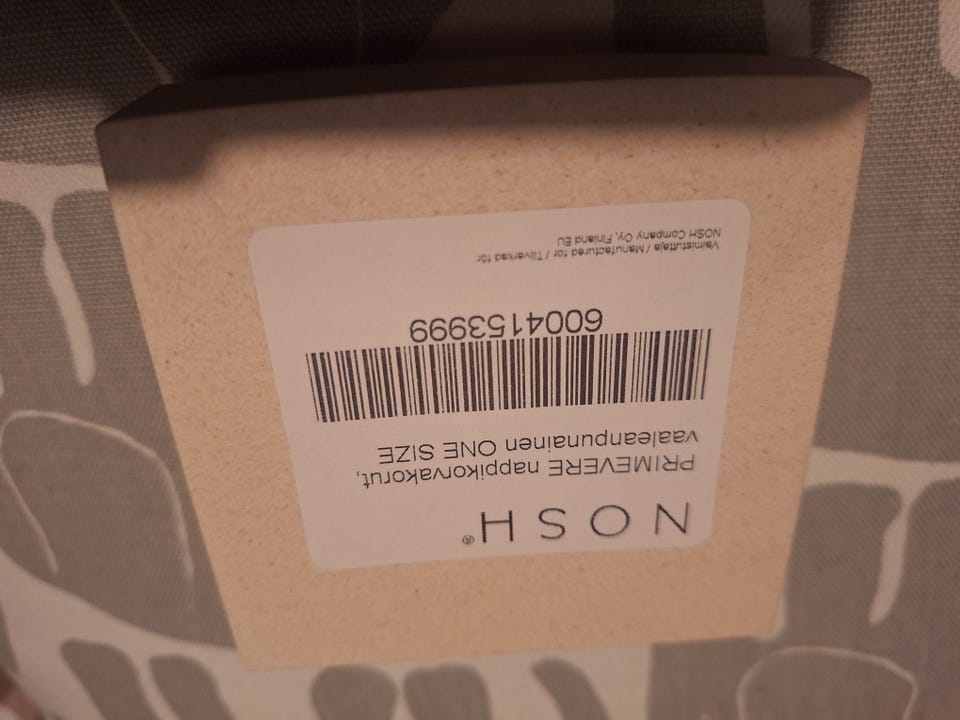 NOSH®
PRIMEVERE nappikorvakorut,
vaaleanpunainen ONE SIZE
6004153999
Valmistuttaja / Manufactured for / Tillverkad för:
NOSH Company Oy, Finland EU